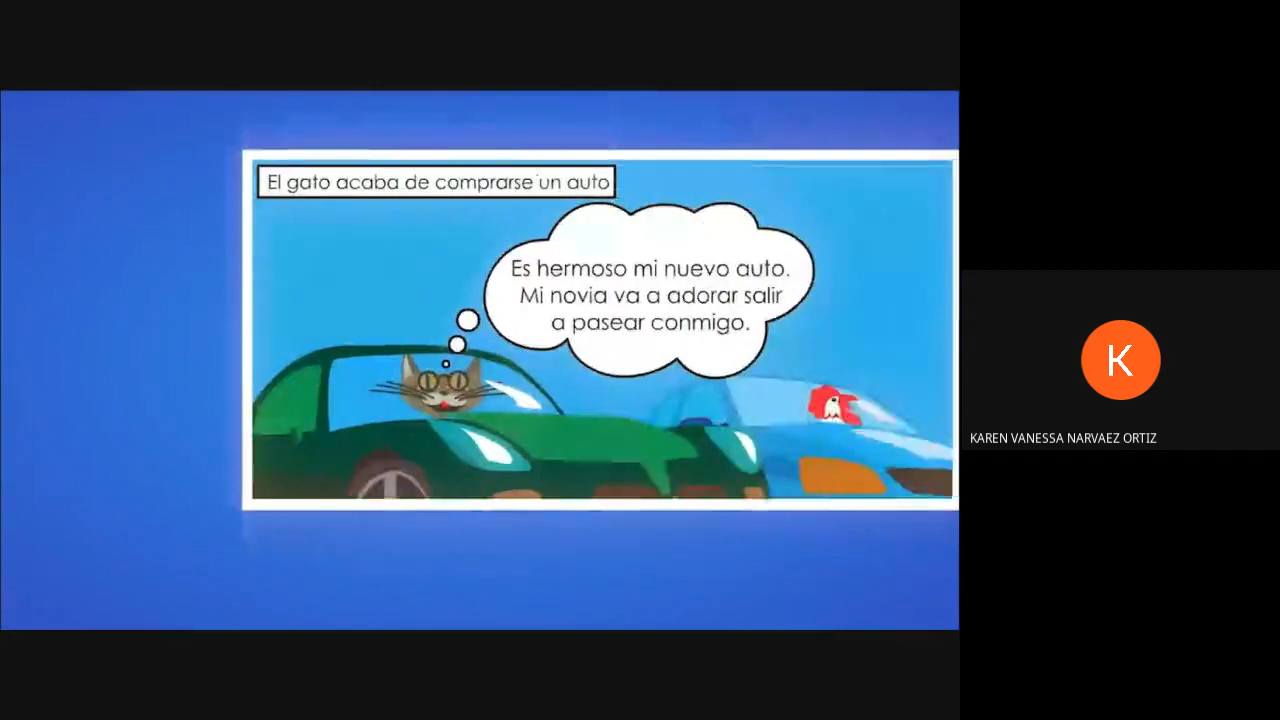 El gato acaba de comprarse un auto
Es hermoso mi nuevo auto.
Mi novia va a adorar salir
a pasear conmigo.
K
KAREN VANESSA NARVAEZ ORTIZ